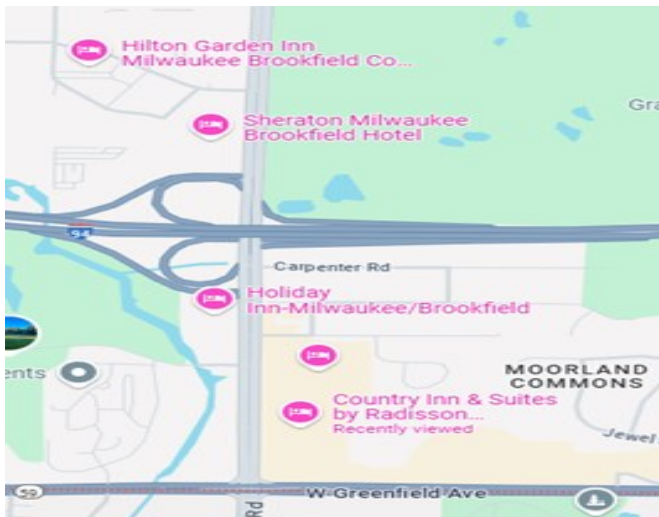 Hilton Garden Inn
Milwaukee Brookfield Co...
Sheraton Milwaukee
Brookfield Hotel
Gra
94
Carpenter Rd
Holiday
Inn-Milwaukee/Brookfield
MOORLAND
COMMONS
ents
Country Inn & Suites
by Radisson...
Recently viewed
Jewel
59
W Greenfield Ave
Rd